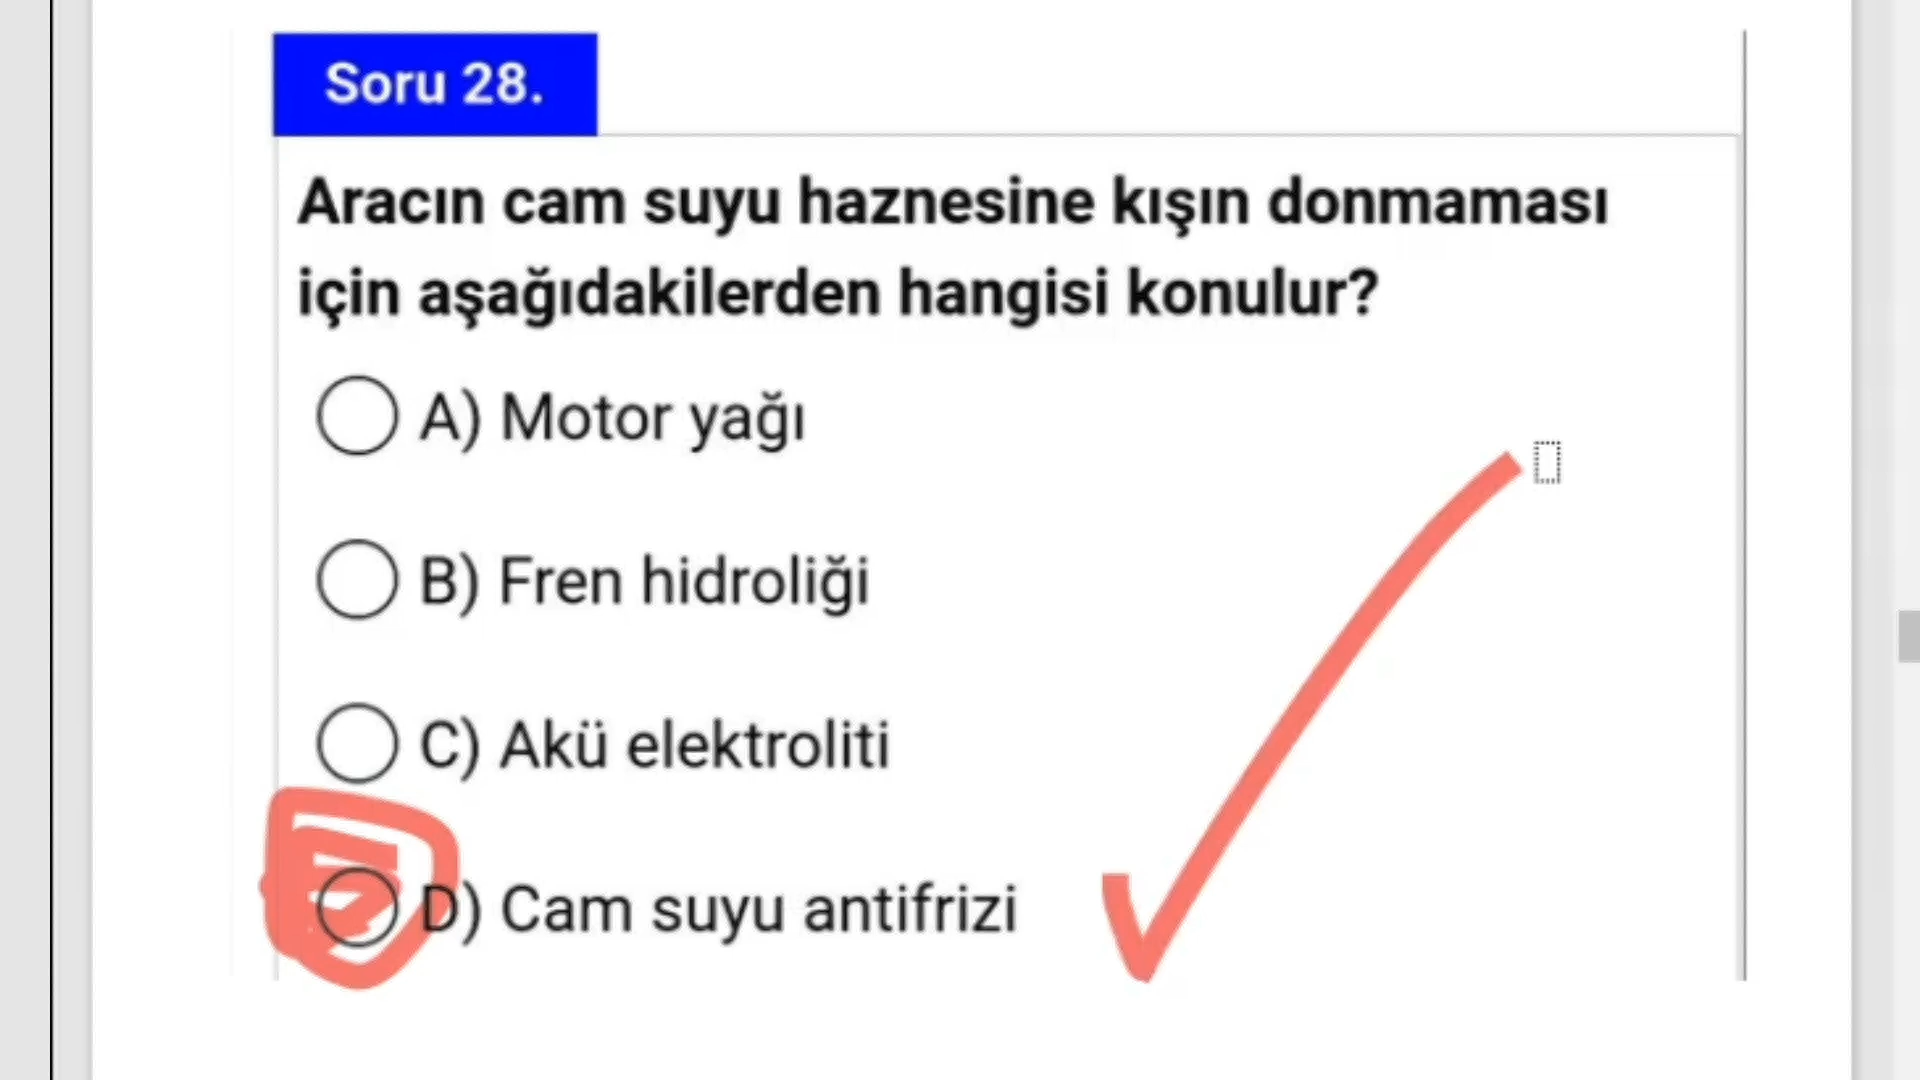 Soru 28.
Aracın cam suyu haznesine kışın donmaması
için aşağıdakilerden hangisi konulur?
A) Motor yağı
B) Fren hidroliği
C) Akü elektroliti
D) Cam suyu antifrizi